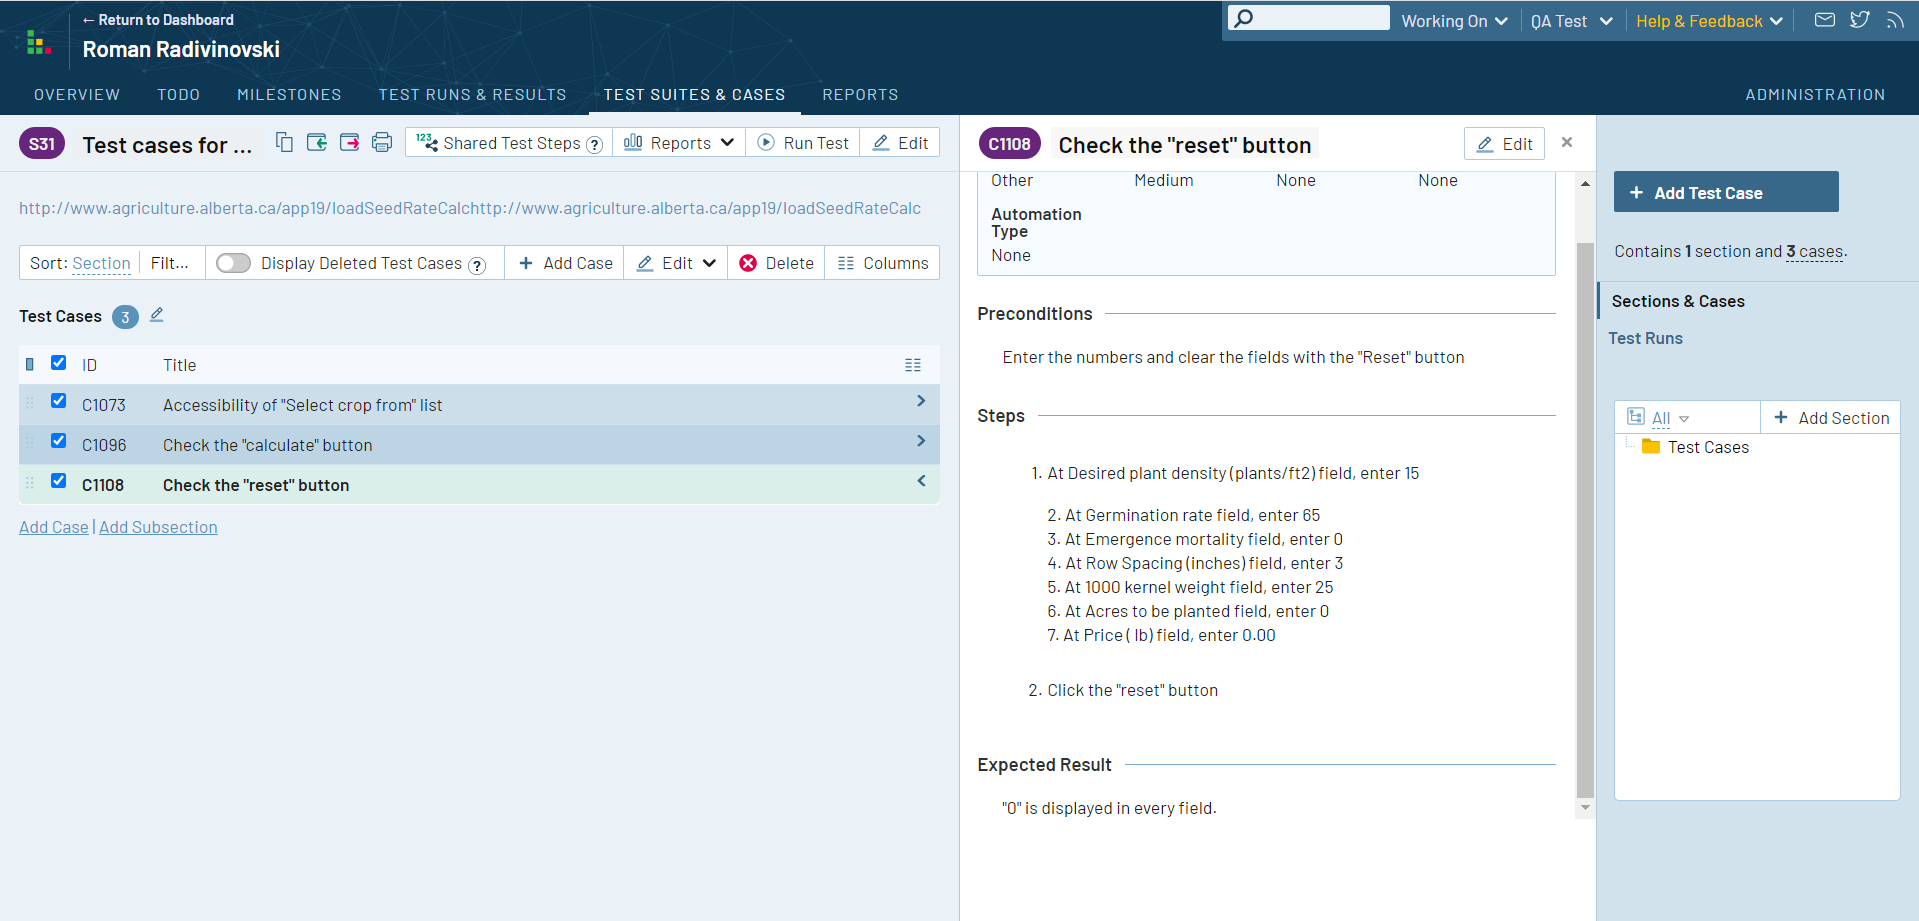 ← Return to Dashboard
Roman Radivinovski
Working On
QA Test
Help & Feedback
OVERVIEW TODO MILESTONES TEST RUNS & RESULTS TEST SUITES & CASES REPORTS ADMINISTRATION
S31 Test cases for ...
123 Shared Test Steps ? Reports Run Test Edit
http://www.agriculture.alberta.ca/app19/loadSeedRateCalchttp://www.agriculture.alberta.ca/app19/loadSeedRateCalc
Sort: Section Filt... Display Deleted Test Cases ? + Add Case Edit Delete Columns
Test Cases 3
ID Title
C1073 Accessibility of "Select crop from" list
C1096 Check the "calculate" button
C1108 Check the "reset" button
Add Case | Add Subsection
C1108 Check the "reset" button Edit ×
Other Medium None None
Automation
Type
None
Preconditions
Enter the numbers and clear the fields with the "Reset" button
Steps
1. At Desired plant density (plants/ft2) field, enter 15
2. At Germination rate field, enter 65
3. At Emergence mortality field, enter 0
4. At Row Spacing (inches) field, enter 3
5. At 1000 kernel weight field, enter 25
6. At Acres to be planted field, enter 0
7. At Price ( lb) field, enter 0.00
2. Click the "reset" button
Expected Result
"0" is displayed in every field.
+ Add Test Case
Contains 1 section and 3 cases.
Sections & Cases
Test Runs
All + Add Section
Test Cases